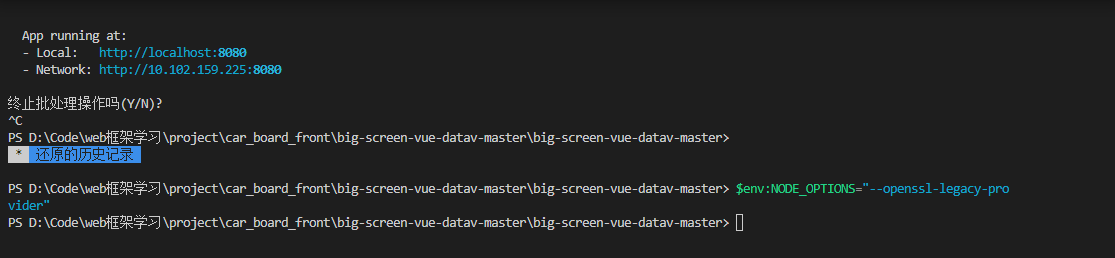 App running at:
- Local: http://localhost:8080
- Network: http://10.102.159.225:8080
终止批处理操作吗(Y/N)?
^C
PS D:\Code\web框架学习\project\car_board_front\big-screen-vue-datav-master\big-screen-vue-datav-master>
* 还原的历史记录
PS D:\Code\web框架学习\project\car_board_front\big-screen-vue-datav-master\big-screen-vue-datav-master> $env:NODE_OPTIONS="--openssl-legacy-pro
vider"
PS D:\Code\web框架学习\project\car_board_front\big-screen-vue-datav-master\big-screen-vue-datav-master>